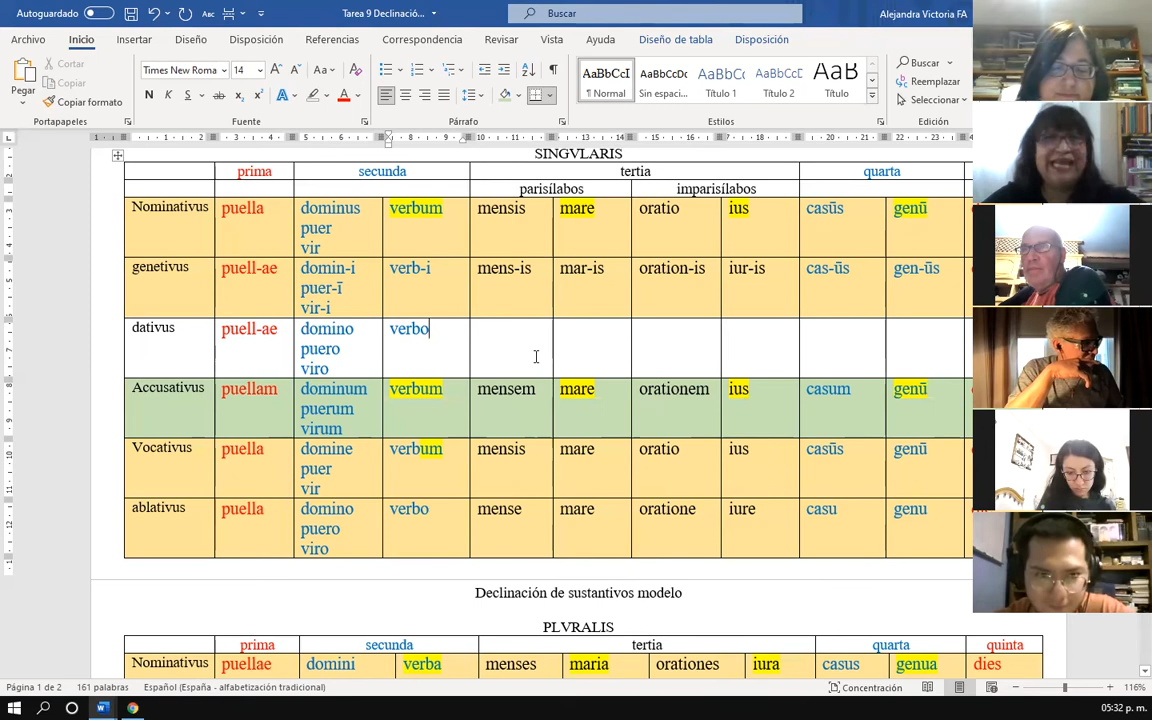 Autoguardado
Tarea 9 Declinació...
Buscar
Alejandra Victoria FA
Archivo Inicio Insertar Diseño Disposición Referencias Correspondencia Revisar Vista Ayuda Diseño de tabla Disposición
Pegar
Cortar
Copiar
Copiar formato
Portapapeles
Times New Roma 14
N K S
Fuente
Párrafo
AaBbCcI AaBbCcDc AaBbCc AaBbCcD AaB
¶ Normal Sin espaci... Título 1 Título 2 Título
Estilos
Buscar
Reemplazar
Seleccionar
Edición
SINGVLARIS
prima secunda tertia quarta
parisílabos imparisílabos
Nominativus puella dominus verbum mensis mare oratio ius casūs genū
puer
vir
genetivus puell-ae domin-i verb-i mens-is mar-is oration-is iur-is cas-ūs gen-ūs
puer-ī
vir-i
dativus puell-ae domino verbo
puero
viro
Accusativus puellam dominum verbum mensem mare orationem ius casum genū
puerum
virum
Vocativus puella domine verbum mensis mare oratio ius casūs genū
puer
vir
ablativus puella domino verbo mense mare oratione iure casu genu
puero
viro
Declinación de sustantivos modelo
PLVRALIS
prima secunda tertia quarta quinta
Nominativus puellae domini verba menses maria orationes iura casus genua dies
Página 1 de 2 161 palabras Español (España - alfabetización tradicional) Concentración 116%
05:32 p. m.